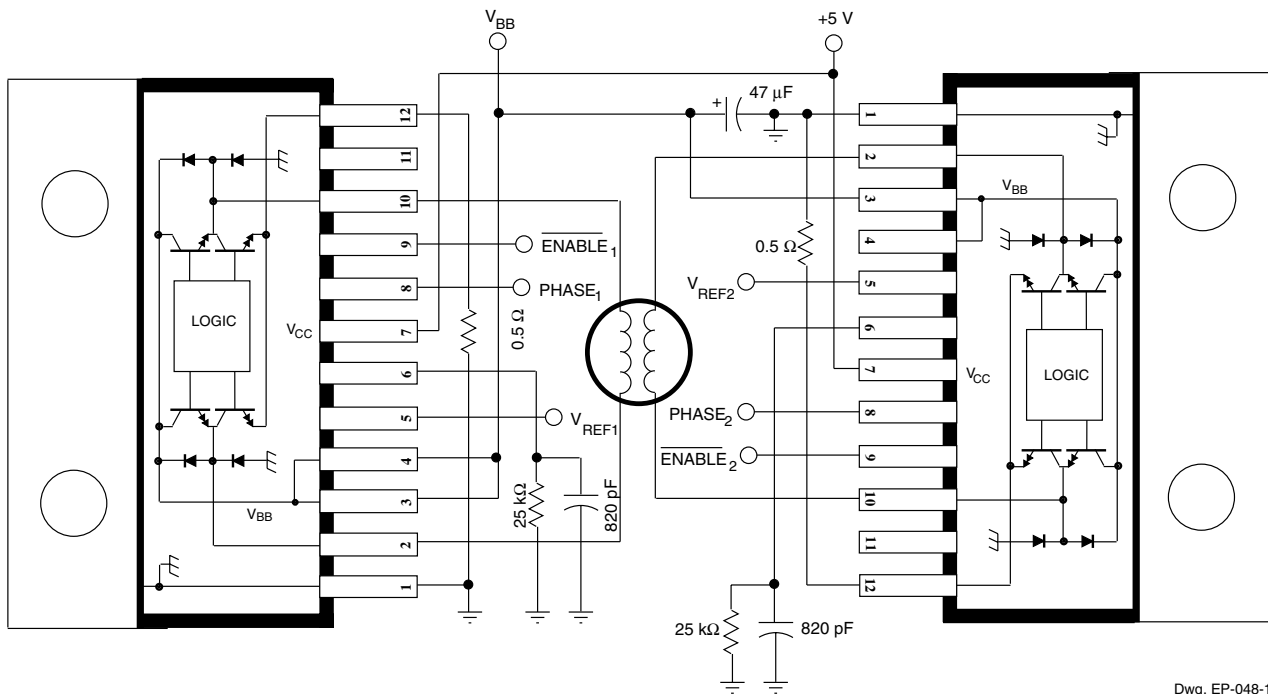 V_BB
+5 V
47 µF
+
12
11
10
9
8
7
6
5
4
3
2
1
ENABLE_1
PHASE_1
V_CC
LOGIC
0.5 Ω
V_REF1
V_BB
25 kΩ
820 pF
1
2
3
4
5
6
7
8
9
10
11
12
V_BB
0.5 Ω
V_REF2
V_CC
LOGIC
PHASE_2
ENABLE_2
25 kΩ
820 pF
Dwg. EP-048-1